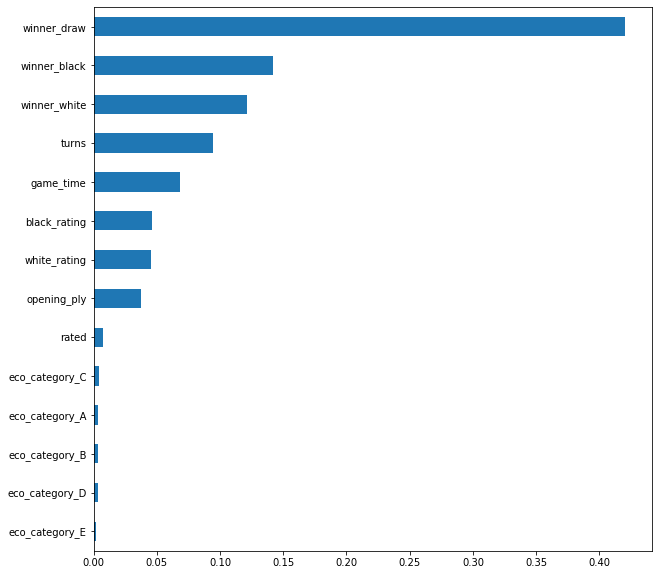 winner_draw
winner_black
winner_white
turns
game_time
black_rating
white_rating
opening_ply
rated
eco_category_C
eco_category_A
eco_category_B
eco_category_D
eco_category_E
0.00 0.05 0.10 0.15 0.20 0.25 0.30 0.35 0.40